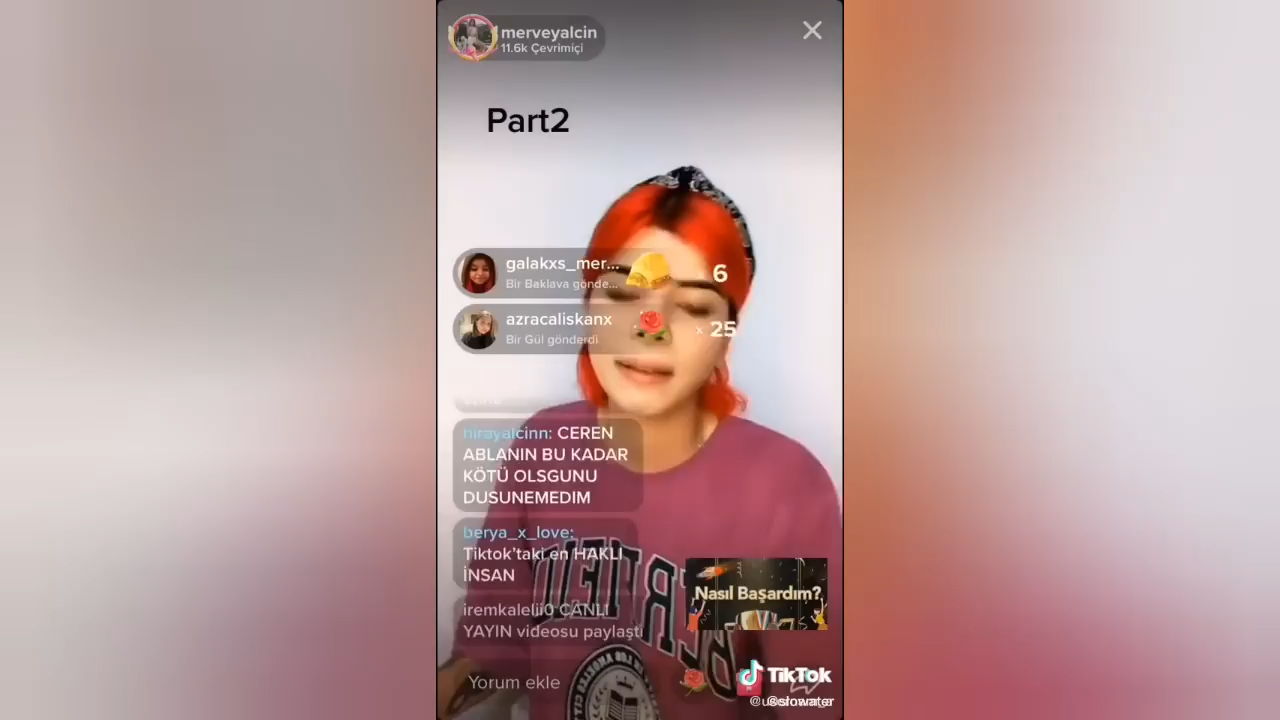 merveyalcin
11.6k Çevrimiçi
Part2
galakxs_mer...
Bir Baklava gönde...
6
azracaliskanx
Bir Gül gönderdi
× 25
hirayalcinn: CEREN
ABLANIN BU KADAR
KÖTÜ OLSGUNU
DUSUNEMEDIM
berya_x_love:
Tiktok'taki en HAKLI
İNSAN
iremkalelii0 CANLI
YAYIN videosu paylaştı
Nasıl Başardım?
Yorum ekle
TikTok